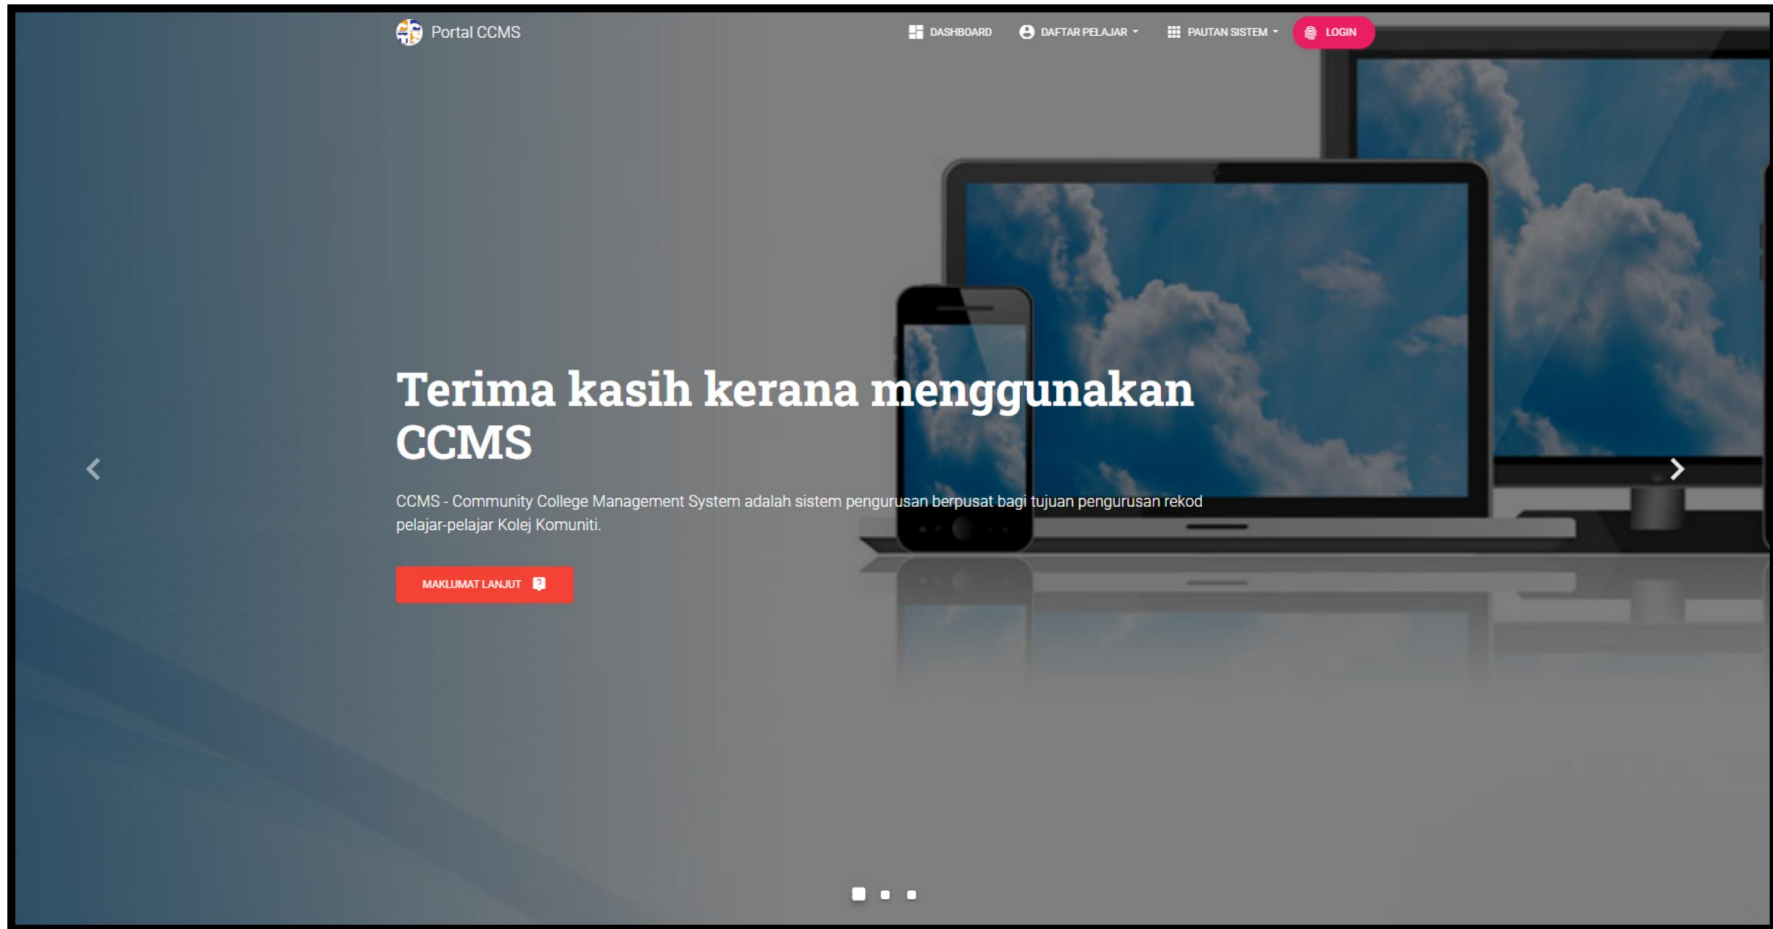 Portal CCMS
DASHBOARD
DAFTAR PELAJAR
PAUTAN SISTEM
LOGIN
Terima kasih kerana menggunakan
CCMS
CCMS - Community College Management System adalah sistem pengurusan berpusat bagi tujuan pengurusan rekod
pelajar-pelajar Kolej Komuniti.
MAKLUMAT LANJUT